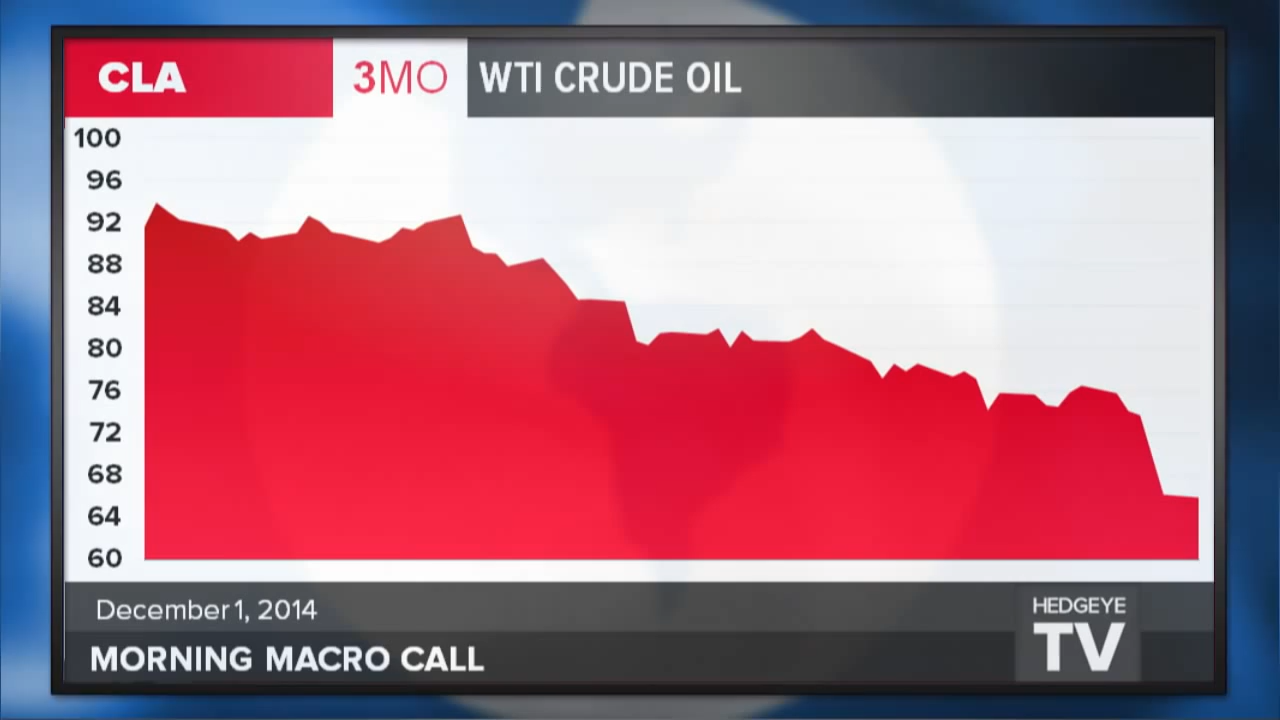 CLA 3MO WTI CRUDE OIL
100
96
92
88
84
80
76
72
68
64
60
December 1, 2014
MORNING MACRO CALL
HEDGEYE
TV